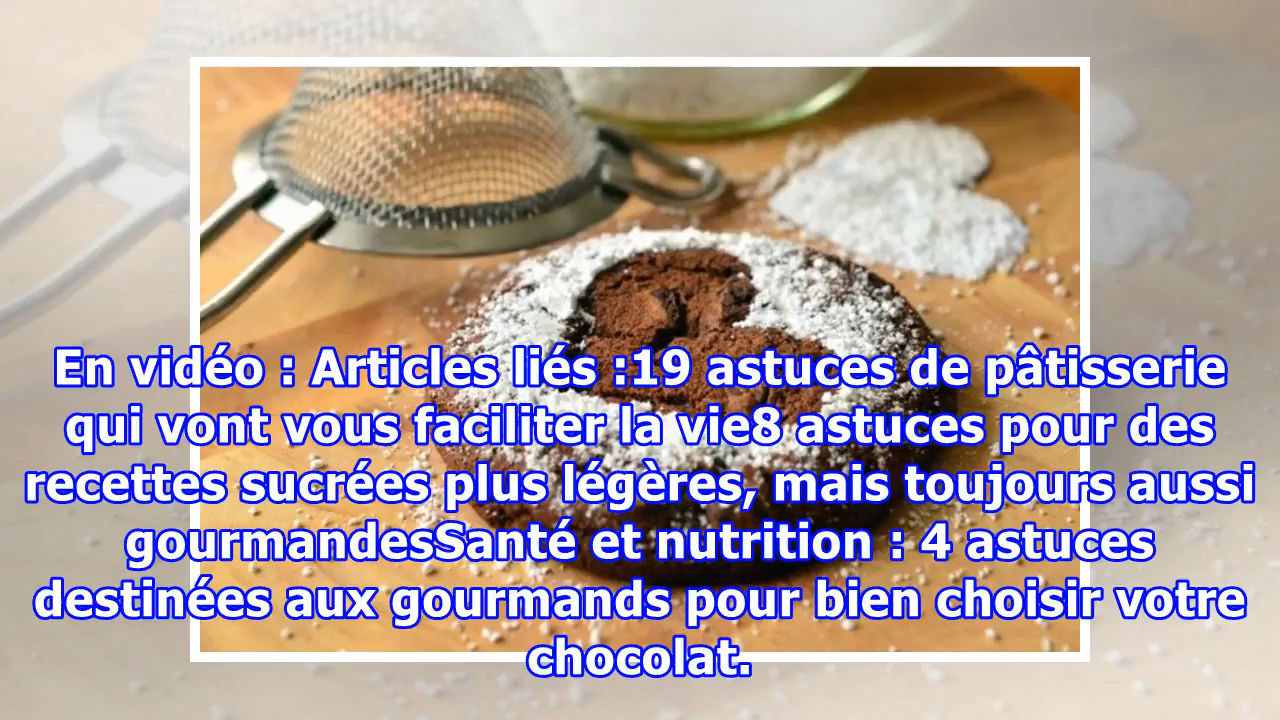 En vidéo : Articles liés :19 astuces de pâtisserie
qui vont vous faciliter la vie8 astuces pour des
recettes sucrées plus légères, mais toujours aussi
gourmandesSanté et nutrition : 4 astuces
destinées aux gourmands pour bien choisir votre
chocolat.